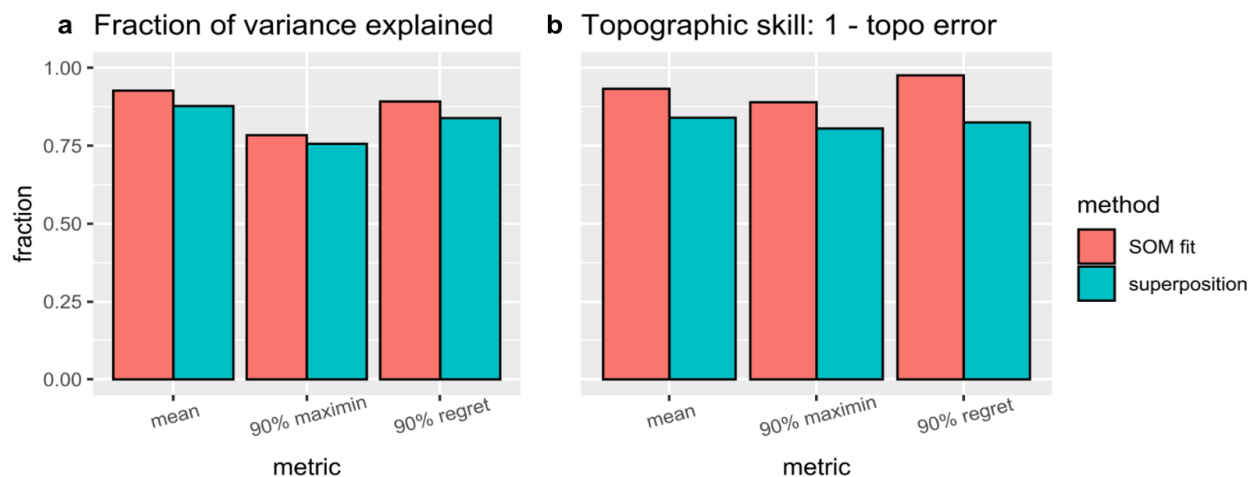 a Fraction of variance explained
b Topographic skill: 1 - topo error
fraction
1.00
0.75
0.50
0.25
0.00
mean
90% maximin
90% regret
metric
mean
90% maximin
90% regret
metric
method
SOM fit
superposition